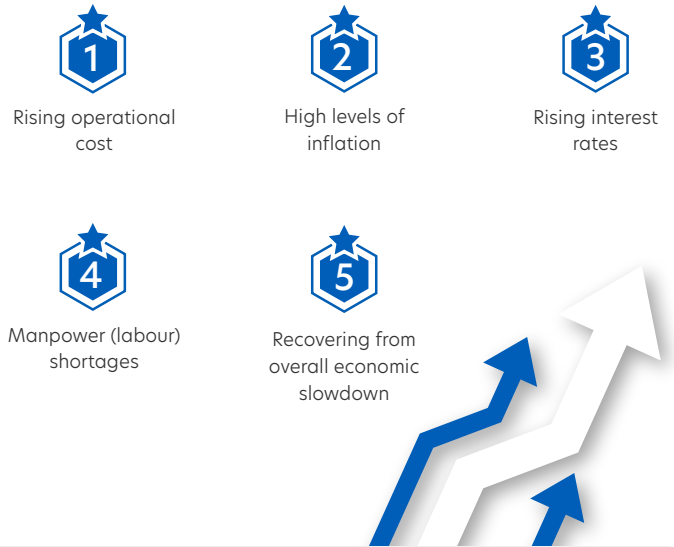 1
Rising operational
cost
2
High levels of
inflation
3
Rising interest
rates
4
Manpower (labour)
shortages
5
Recovering from
overall economic
slowdown